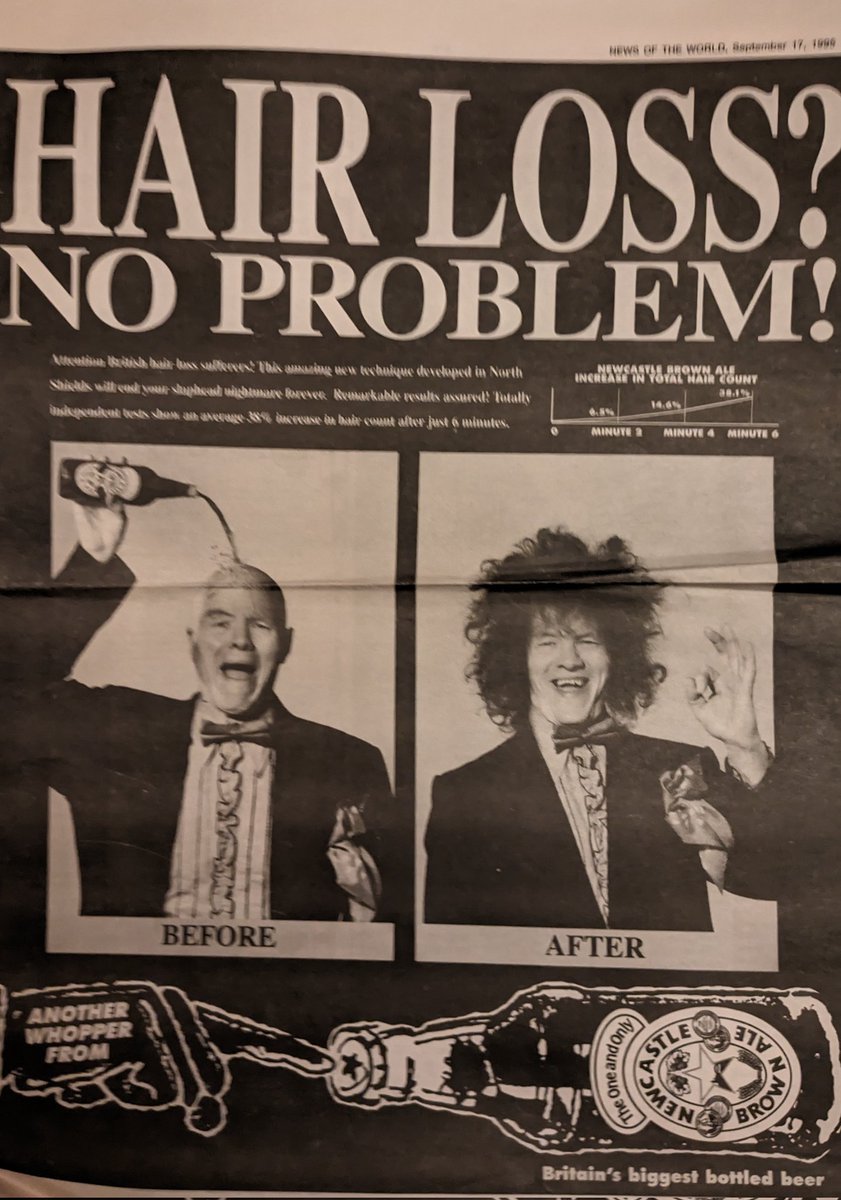 NEWS OF THE WORLD, September 17, 1995
HAIR LOSS?
NO PROBLEM!
Attention British hair loss sufferers! This amazing new technique developed in North
Shields will end your slaphead nightmare forever. Remarkable results assured! Totally
independent tests show an average 38% increase in hair count after just 6 minutes.
NEWCASTLE BROWN ALE
INCREASE IN TOTAL HAIR COUNT
6.5%
14.6%
38.1%
0 MINUTE 2 MINUTE 4 MINUTE 6
BEFORE
AFTER
ANOTHER
WHOPPER
FROM
The One and Only
NEWCASTLE
BROWN ALE
Britain's biggest bottled beer